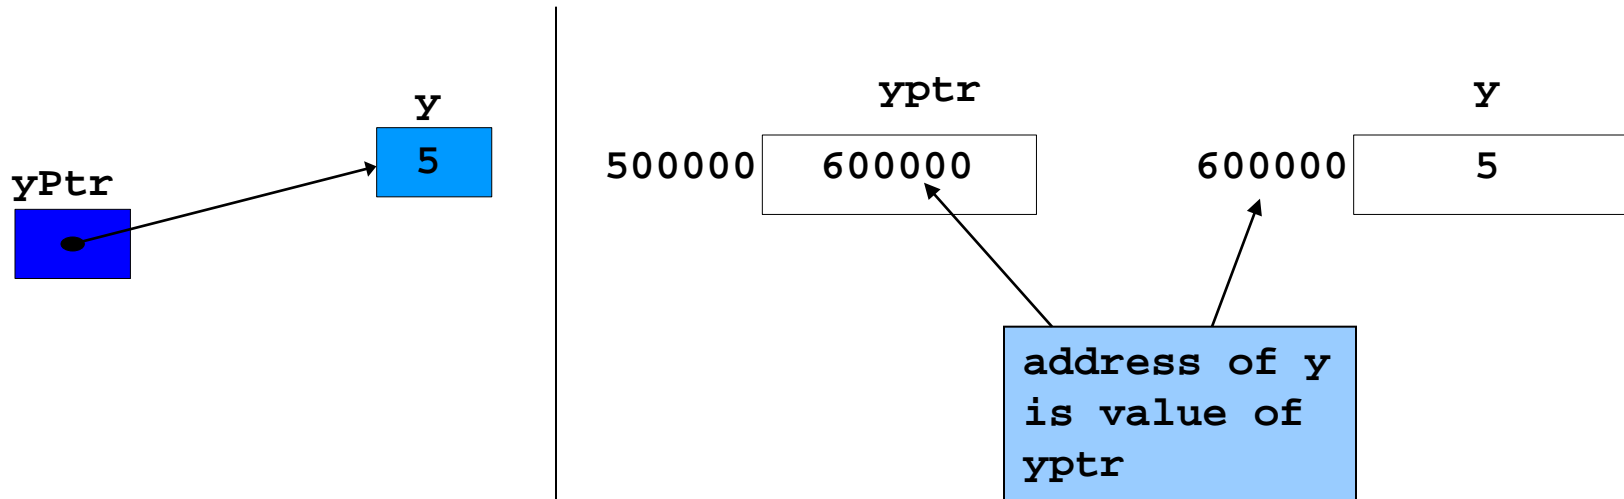 y
5
yPtr
yptr y
500000 600000 600000 5
address of y
is value of
yptr